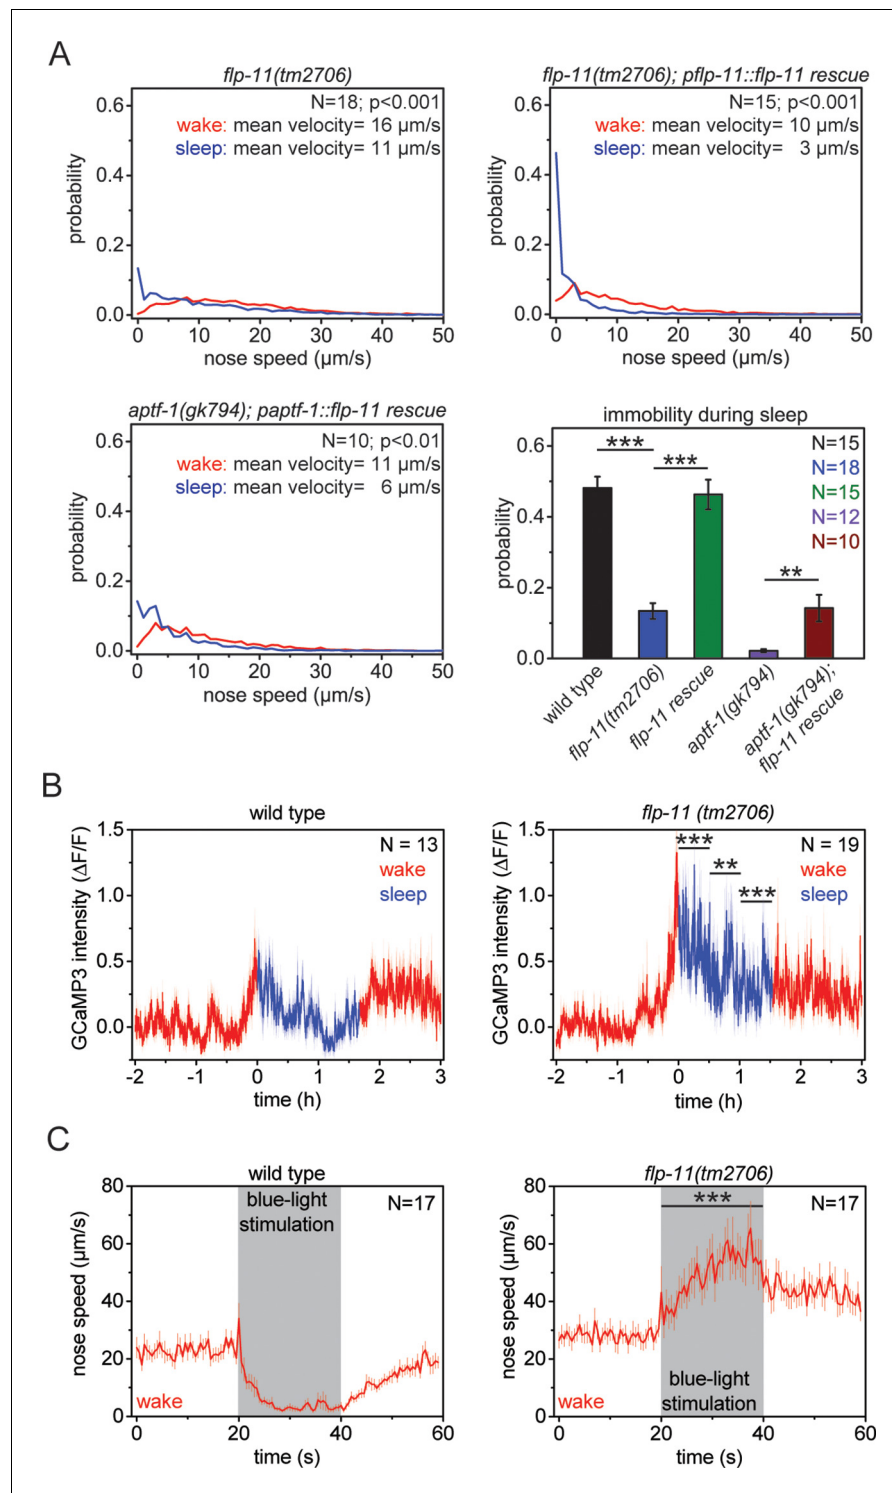 A
flp-11(tm2706)
N=18; p<0.001
wake: mean velocity= 16 µm/s
sleep: mean velocity= 11 µm/s
probability
0.6
0.4
0.2
0.0
0 10 20 30 40 50
nose speed (µm/s)
flp-11(tm2706); pflp-11::flp-11 rescue
N=15; p<0.001
wake: mean velocity= 10 µm/s
sleep: mean velocity= 3 µm/s
probability
0.6
0.4
0.2
0.0
0 10 20 30 40 50
nose speed (µm/s)
aptf-1(gk794); paptf-1::flp-11 rescue
N=10; p<0.01
wake: mean velocity= 11 µm/s
sleep: mean velocity= 6 µm/s
probability
0.6
0.4
0.2
0.0
0 10 20 30 40 50
nose speed (µm/s)
immobility during sleep
N=15
N=18
N=15
N=12
N=10
*** *** **
probability
0.6
0.4
0.2
0.0
wild type
flp-11(tm2706)
flp-11 rescue
aptf-1(gk794)
aptf-1(gk794);
flp-11 rescue
B
wild type
N = 13
wake
sleep
GCaMP3 intensity (ΔF/F)
1.5
1.0
0.5
0.0
-2 -1 0 1 2 3
time (h)
flp-11 (tm2706)
*** ** ***
N = 19
wake
sleep
GCaMP3 intensity (ΔF/F)
1.5
1.0
0.5
0.0
-2 -1 0 1 2 3
time (h)
C
wild type
blue-light
stimulation
N=17
nose speed (µm/s)
80
60
40
20
0
wake
0 20 40 60
time (s)
flp-11(tm2706)
***
N=17
nose speed (µm/s)
80
60
40
20
0
blue-light
stimulation
wake
0 20 40 60
time (s)